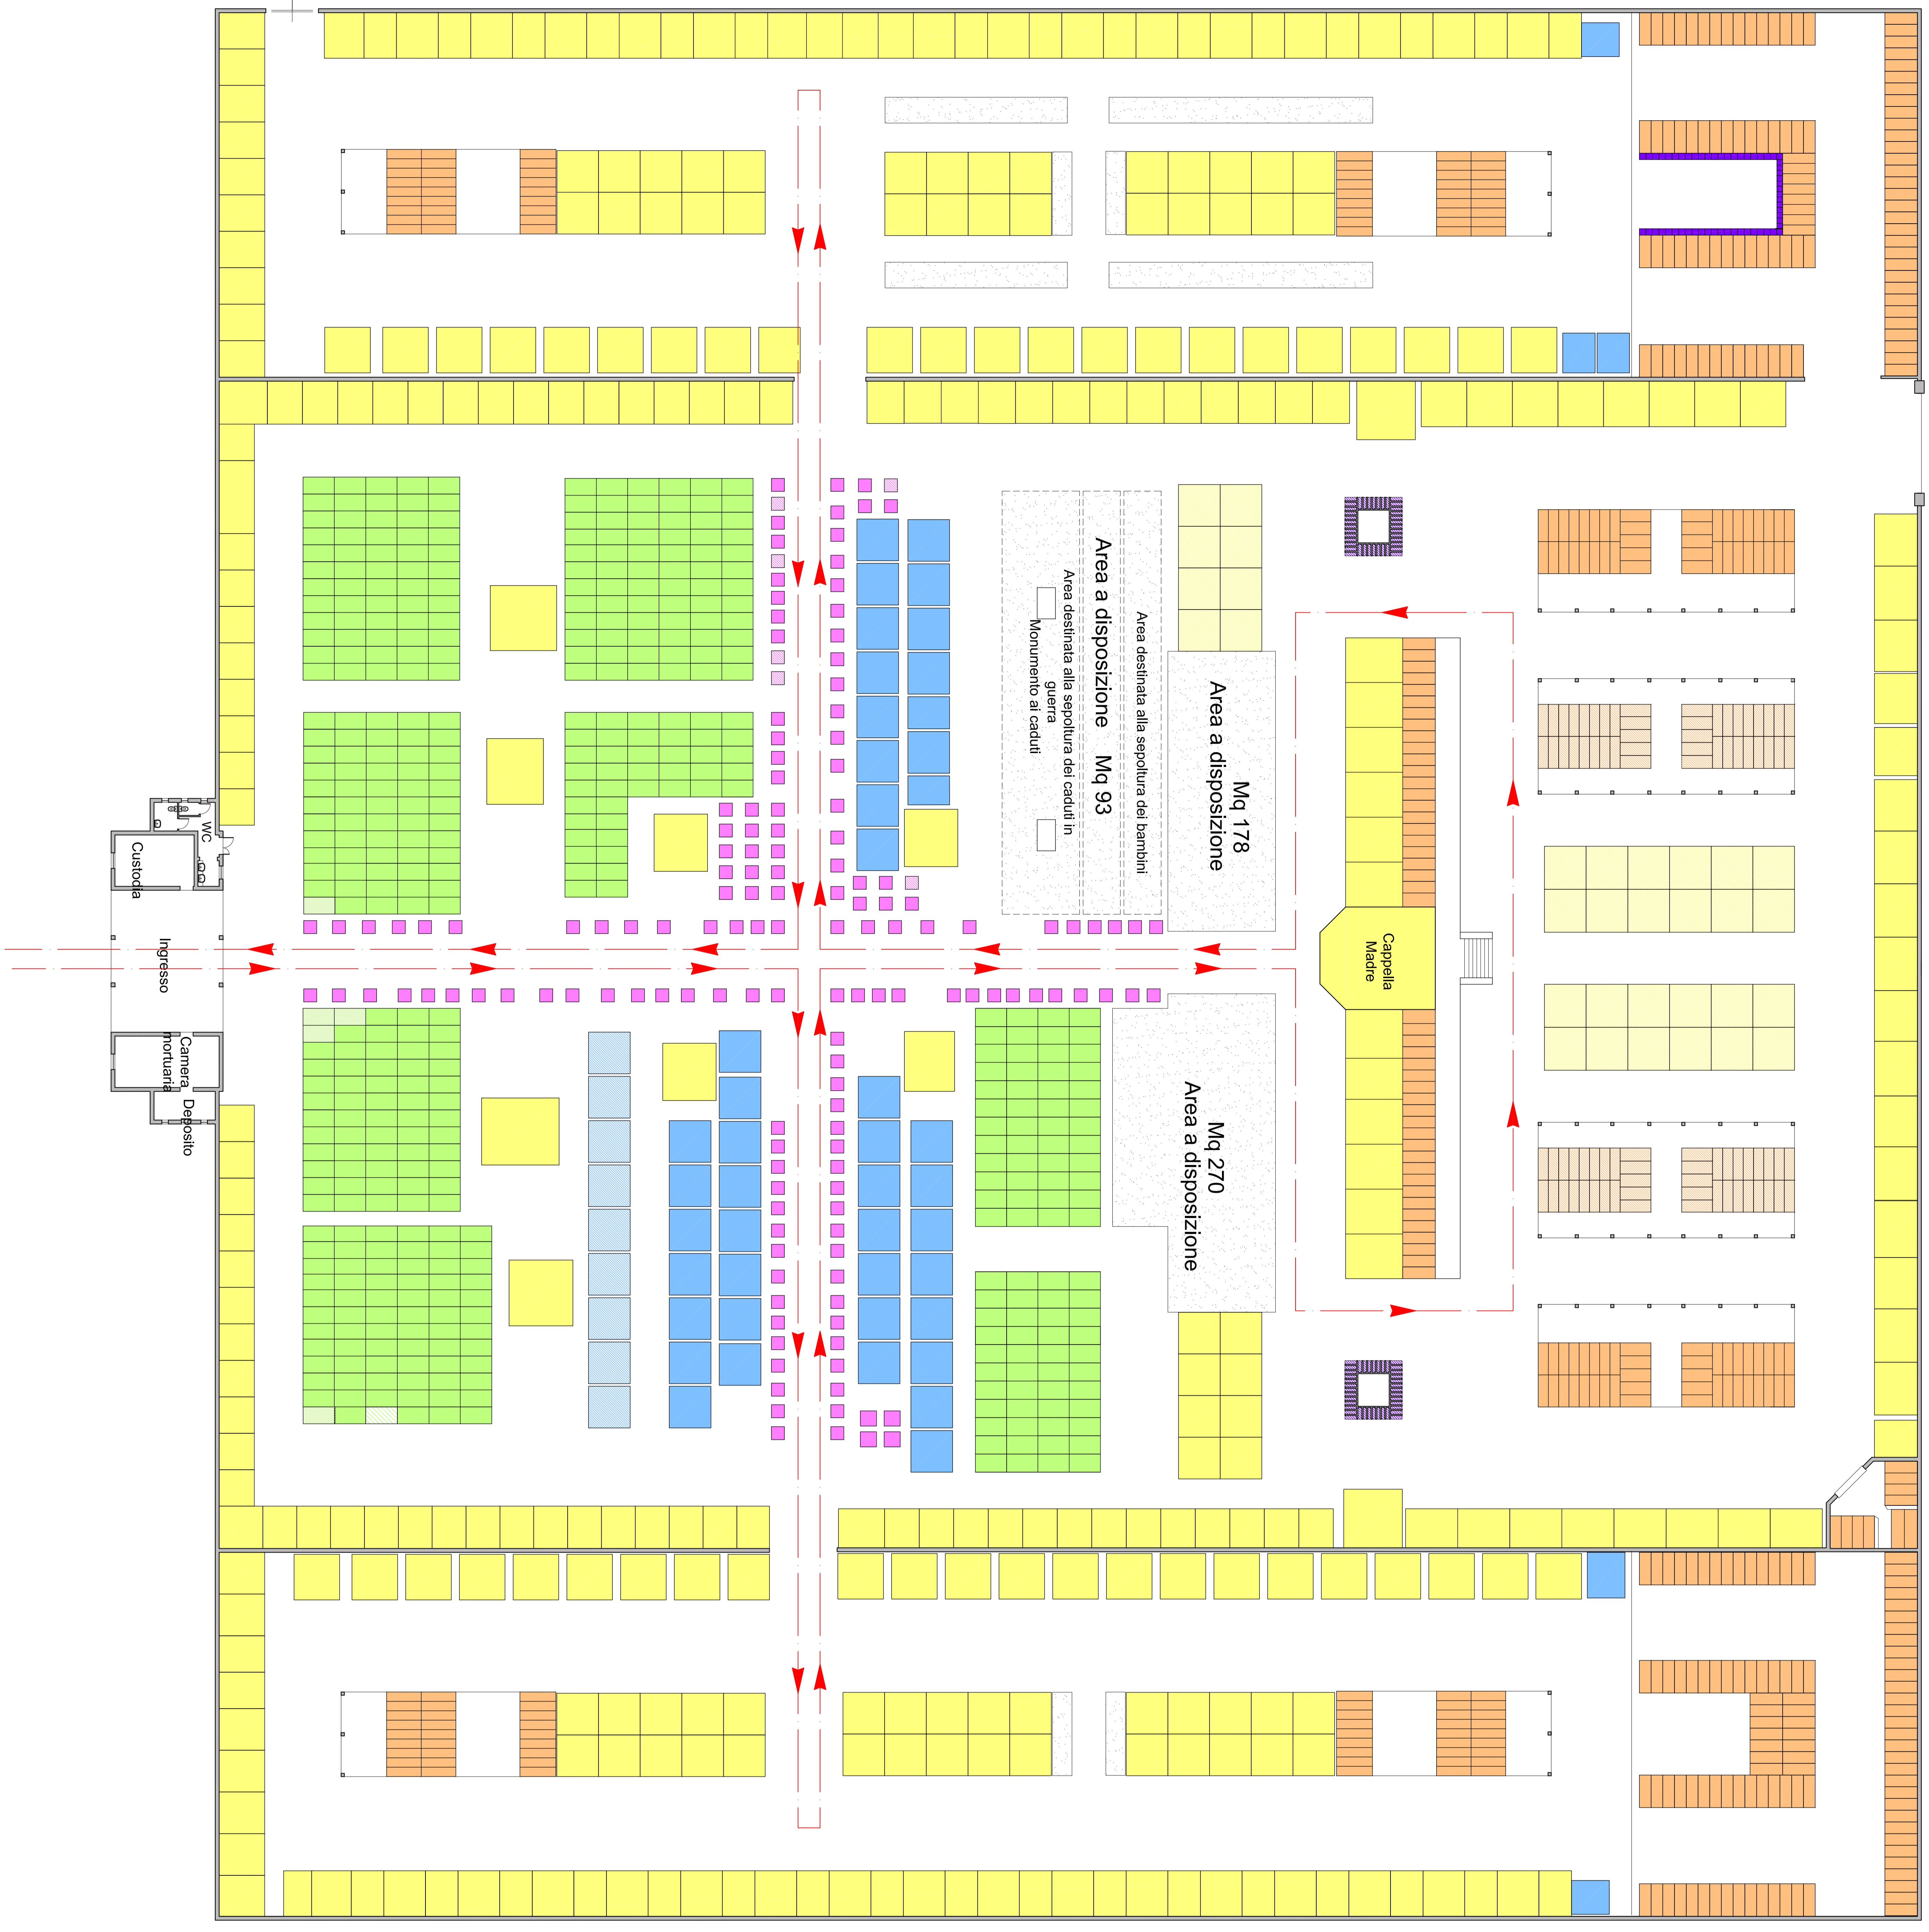 WC
Custodia
Ingresso
Camera
mortuaria
Deposito
Area destinata alla sepoltura dei bambini
Area a disposizione Mq 93
Area destinata alla sepoltura dei caduti in
guerra
Monumento ai caduti
Mq 178
Area a disposizione
Cappella
Madre
Mq 270
Area a disposizione